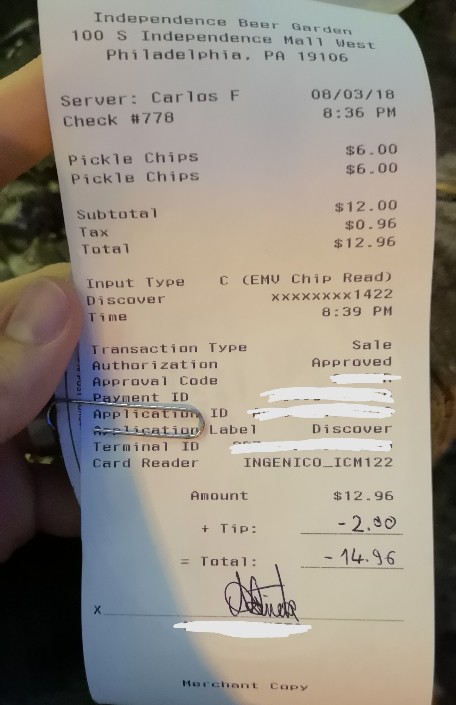 Independence Beer Garden
100 S Independence Mall West
Philadelphia, PA 19106
Server: Carlos F 08/03/18
Check #778 8:36 PM
Pickle Chips $6.00
Pickle Chips $6.00
Subtotal $12.00
Tax $0.96
Total $12.96
Input Type C (EMV Chip Read)
Discover xxxxxxxx1422
Time 8:39 PM
Transaction Type Sale
Authorization Approved
Approval Code
Payment ID
Application ID
Application Label Discover
Terminal ID
Card Reader INGENICO_ICM122
Amount $12.96
+ Tip: -2.00
= Total: -14.96
x
Merchant Copy